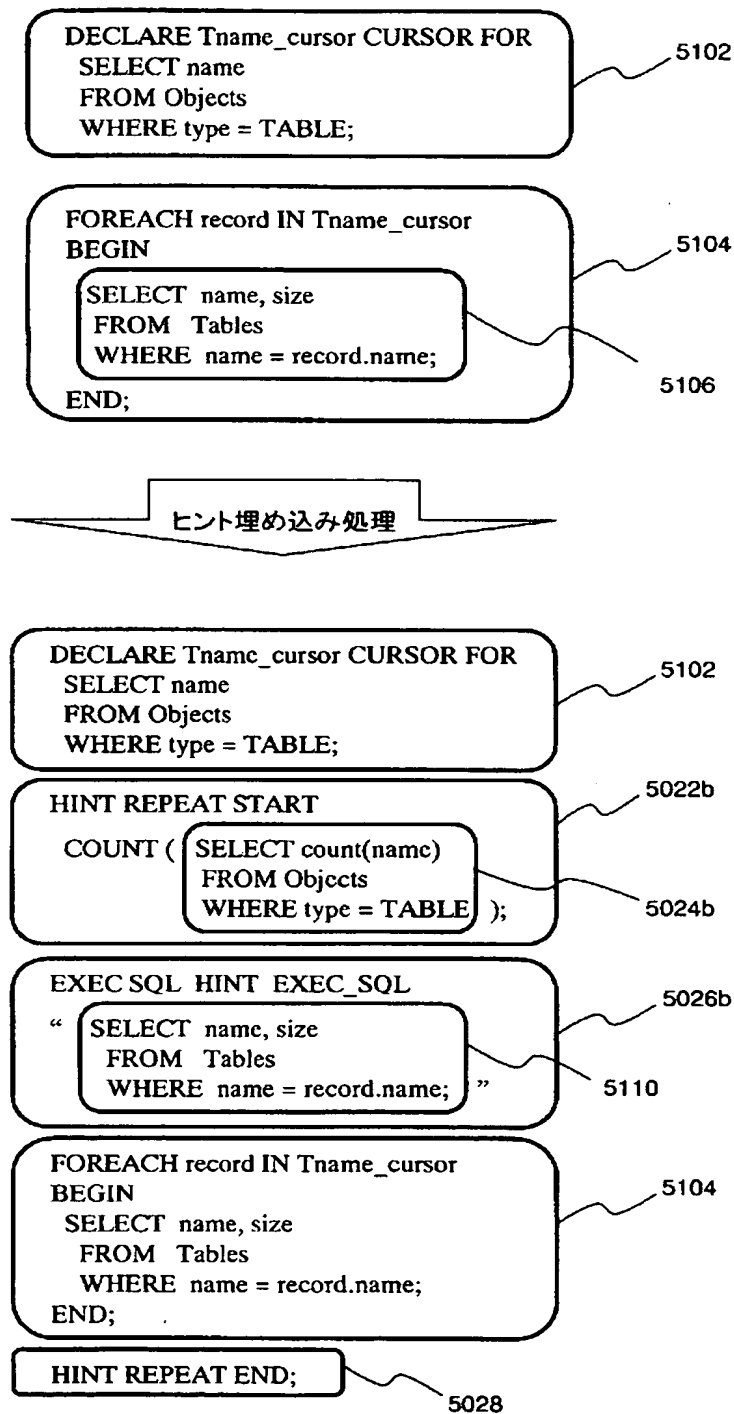 DECLARE Tname_cursor CURSOR FOR
SELECT name
FROM Objects
WHERE type = TABLE;
5102
FOREACH record IN Tname_cursor
BEGIN
SELECT name, size
FROM Tables
WHERE name = record.name;
END;
5104
5106
ヒント埋め込み処理
DECLARE Tname_cursor CURSOR FOR
SELECT name
FROM Objects
WHERE type = TABLE;
5102
HINT REPEAT START
COUNT ( SELECT count(name)
FROM Objects
WHERE type = TABLE );
5022b
5024b
EXEC SQL HINT EXEC_SQL
“ SELECT name, size
FROM Tables
WHERE name = record.name; ”
5026b
5110
FOREACH record IN Tname_cursor
BEGIN
SELECT name, size
FROM Tables
WHERE name = record.name;
END;
5104
HINT REPEAT END;
5028